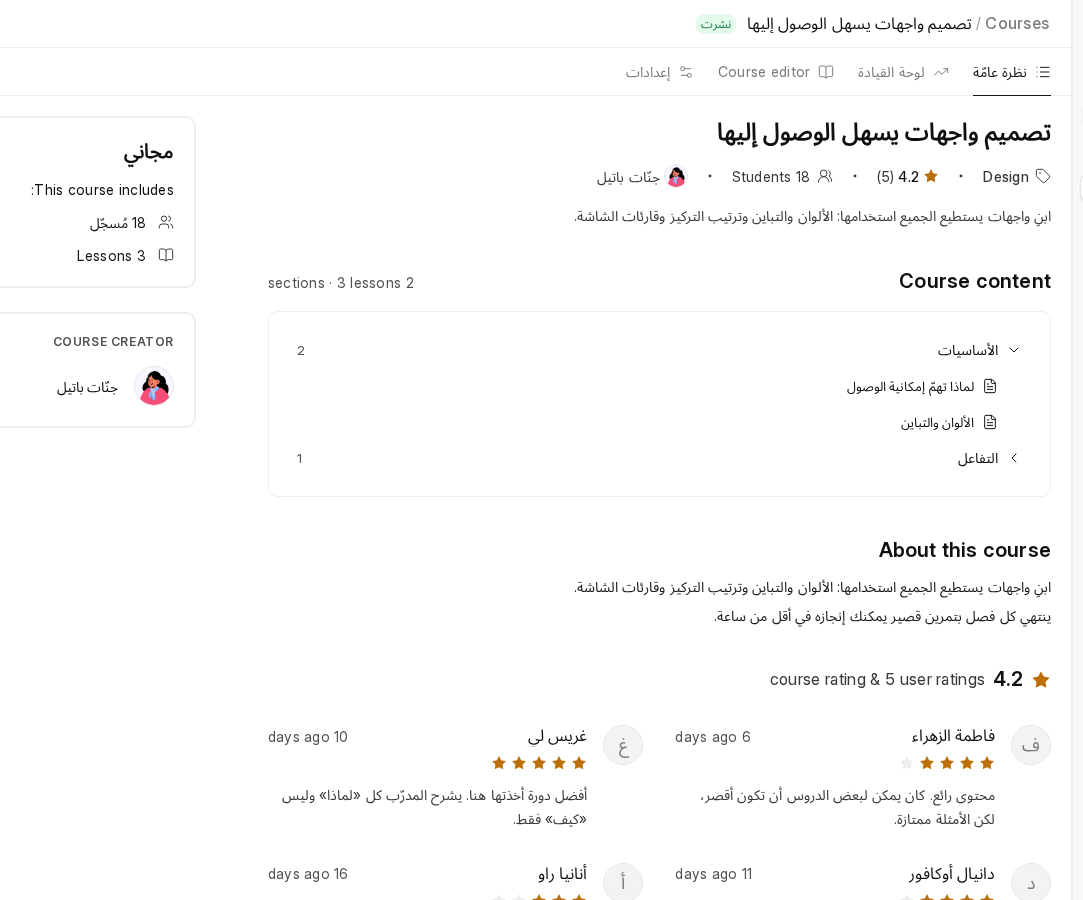 Courses / تصميم واجهات يسهل الوصول إليها نشرت
نظرة عامّة لوحة القيادة Course editor إعدادات
تصميم واجهات يسهل الوصول إليها
Design • 4.2 (5) • 18 Students • جنّات باتيل
ابنِ واجهات يستطيع الجميع استخدامها: الألوان والتباين وترتيب التركيز وقارئات الشاشة.
Course content
2 sections · 3 lessons
الأساسيات 2
لماذا تهمّ إمكانية الوصول
الألوان والتباين
التفاعل 1
About this course
ابنِ واجهات يستطيع الجميع استخدامها: الألوان والتباين وترتيب التركيز وقارئات الشاشة.
ينتهي كل فصل بتمرين قصير يمكنك إنجازه في أقل من ساعة.
4.2 course rating & 5 user ratings
ف
فاطمة الزهراء
6 days ago
محتوى رائع. كان يمكن لبعض الدروس أن تكون أقصر،
لكن الأمثلة ممتازة.
غ
غريس لي
10 days ago
أفضل دورة أخذتها هنا. يشرح المدرّب كل «لماذا» وليس
«كيف» فقط.
د
دانيال أوكافور
11 days ago
أ
أنانيا راو
16 days ago
مجاني
This course includes:
18 مُسجّل
3 Lessons
COURSE CREATOR
جنّات باتيل